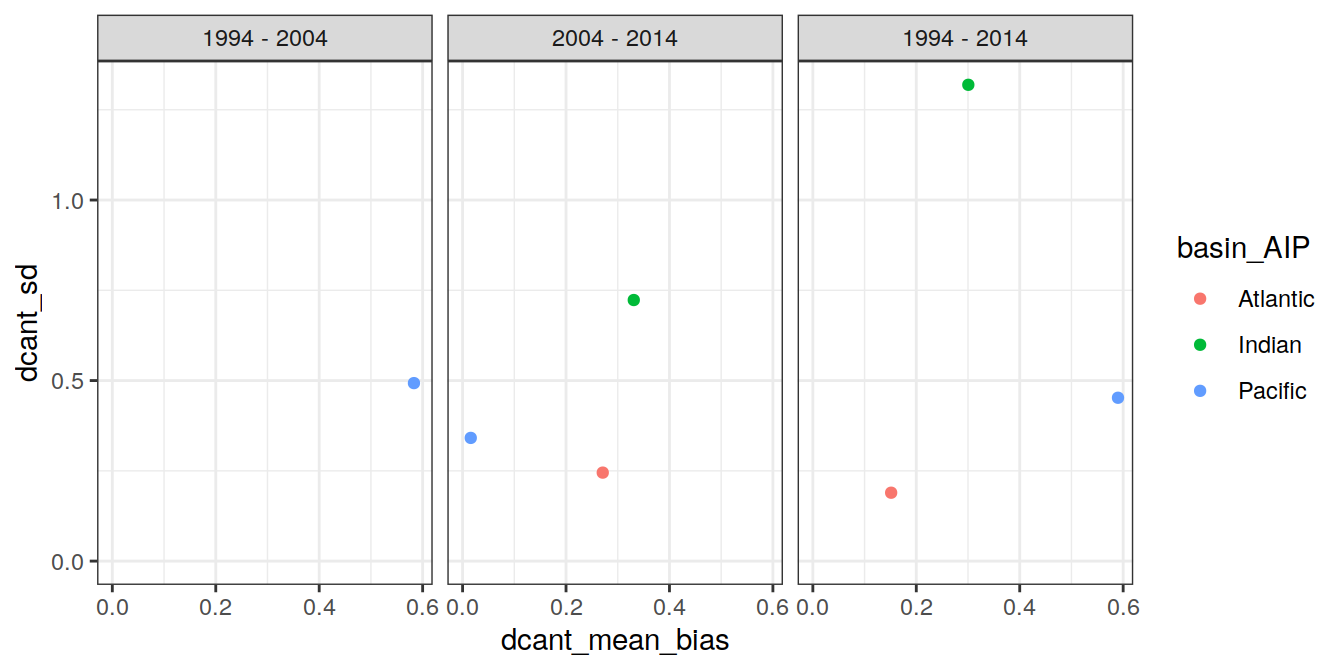 1994 - 2004 2004 - 2014 1994 - 2014
dcant_sd
1.0
0.5
0.0
0.0 0.2 0.4 0.6 0.0 0.2 0.4 0.6 0.0 0.2 0.4 0.6
dcant_mean_bias
basin_AIP
Atlantic
Indian
Pacific